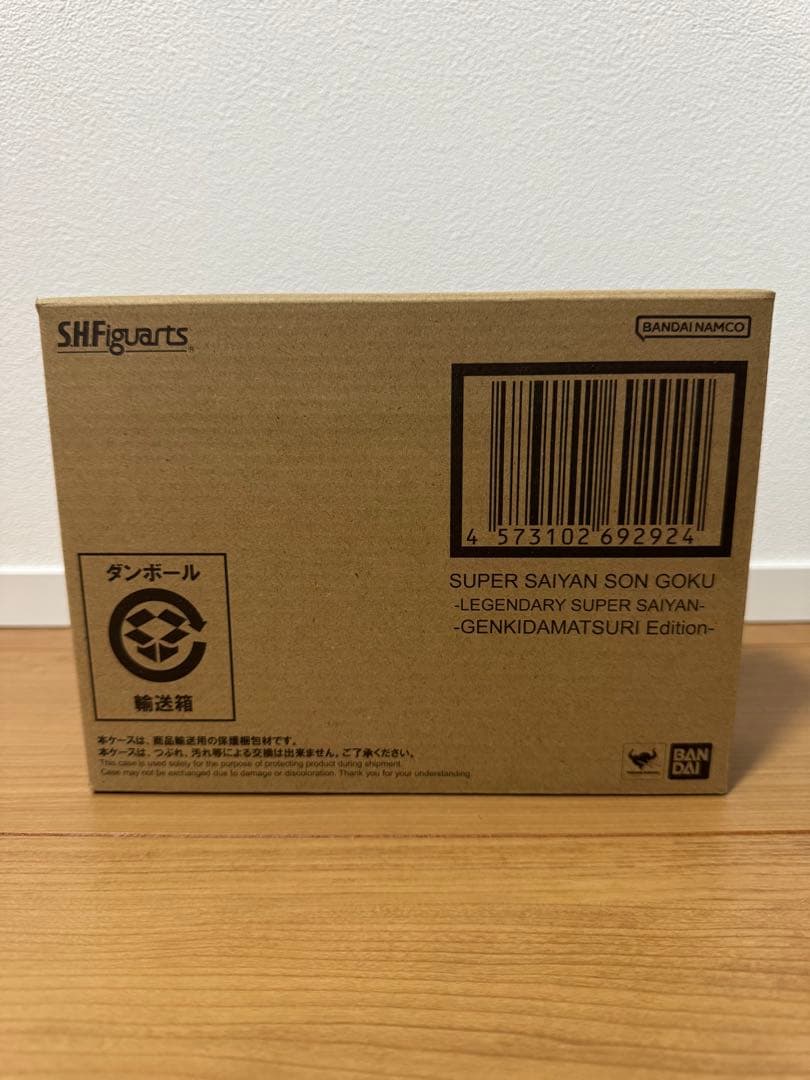 S.H.Figuarts
BANDAI NAMCO
4 573102 692924
SUPER SAIYAN SON GOKU
-LEGENDARY SUPER SAIYAN-
-GENKIDAMATSURI Edition-
ダンボール
輸送箱
本ケースは、商品輸送用の保護梱包材です。
本ケースは、つぶれ、汚れ等による交換は出来ません。ご了承ください。
This case is used solely for the purpose of protecting product during shipment.
Case may not be exchanged due to damage or discoloration. Thank you for your understanding.
BAN
DAI